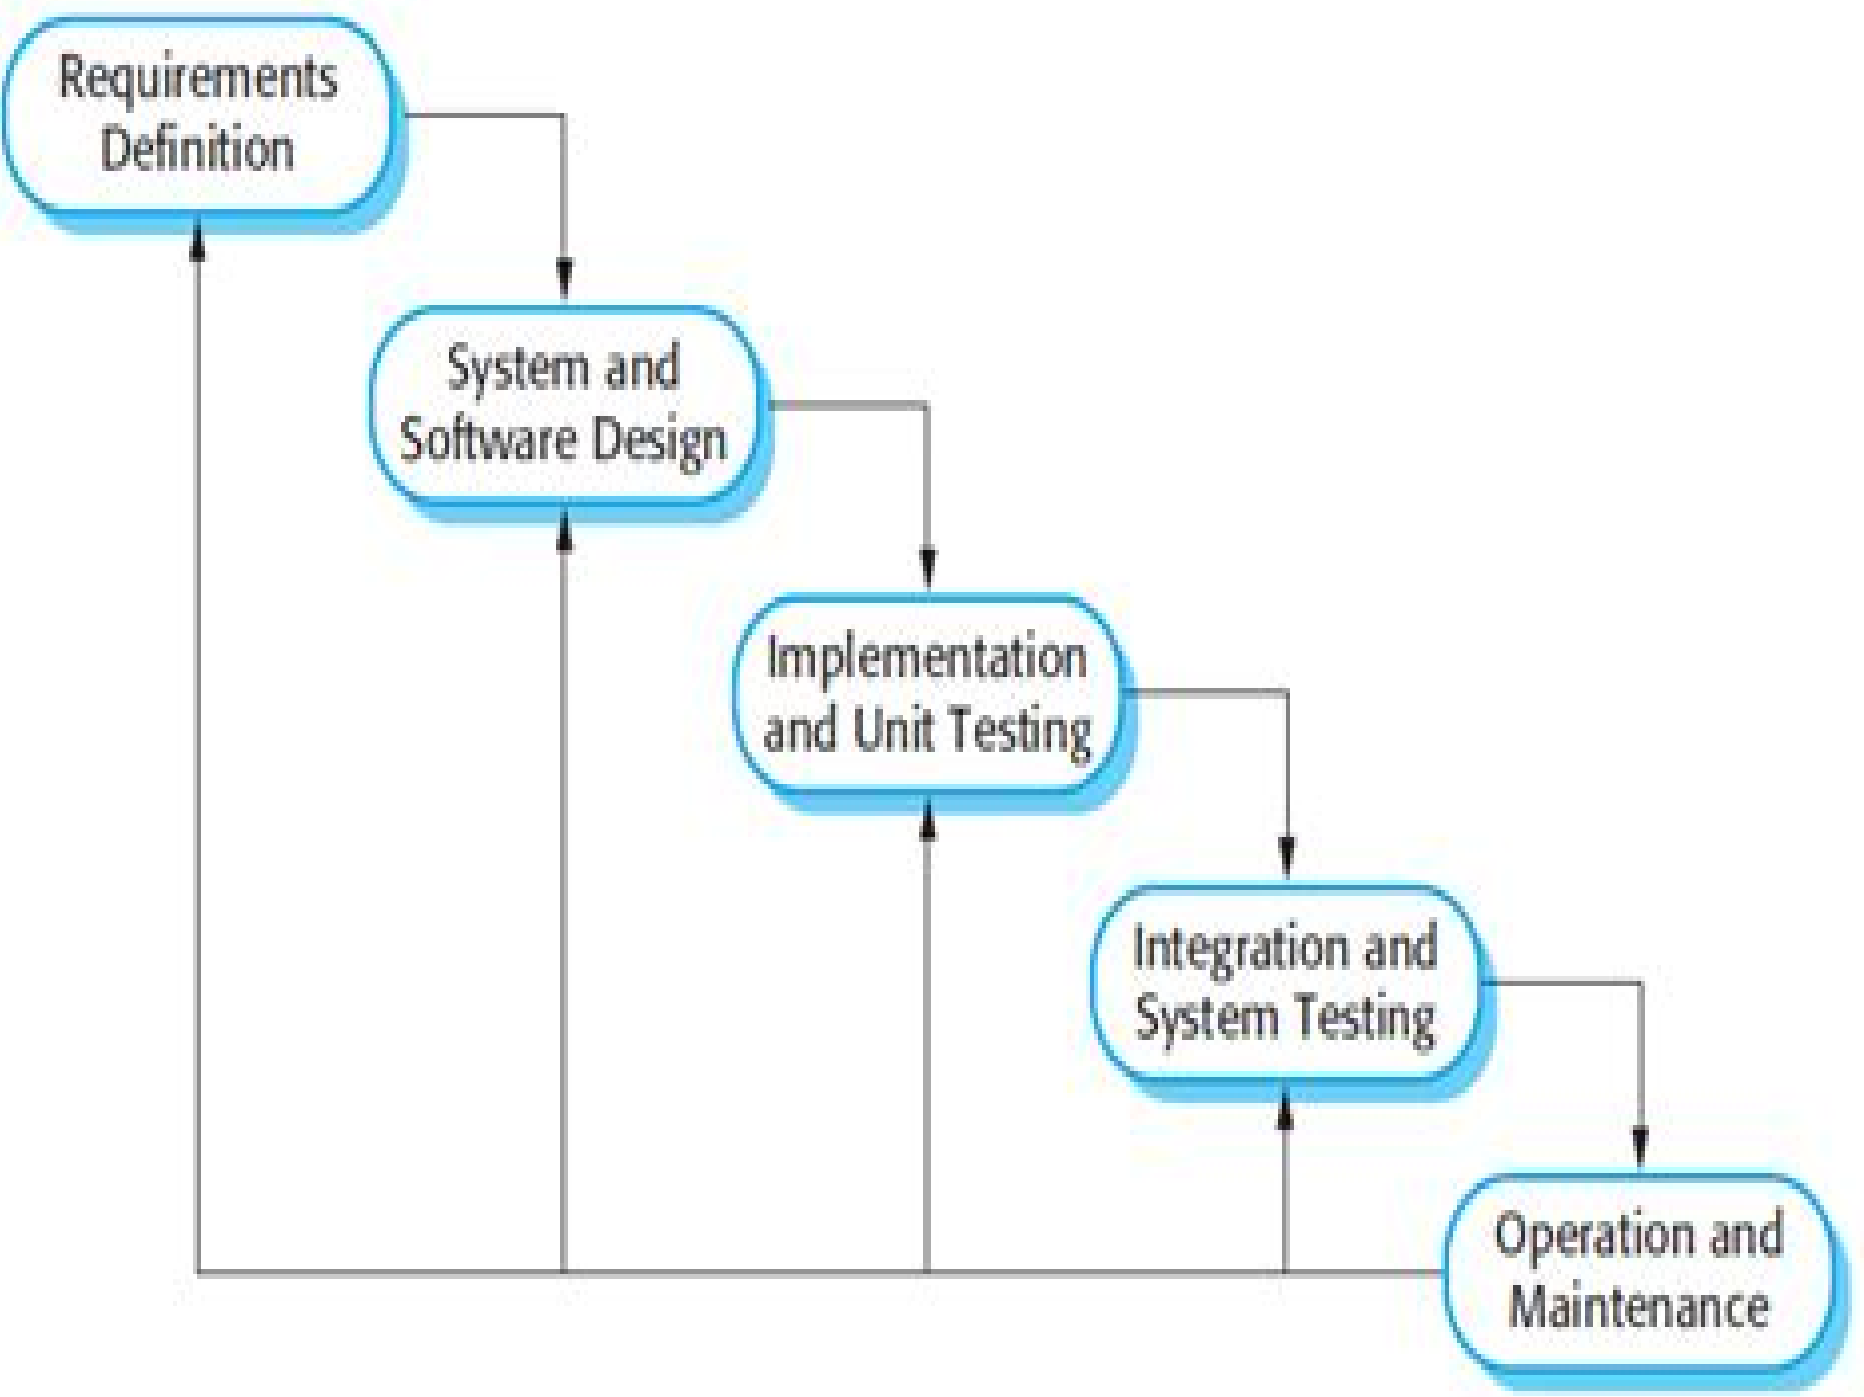 Requirements
Definition
System and
Software Design
Implementation
and Unit Testing
Integration and
System Testing
Operation and
Maintenance